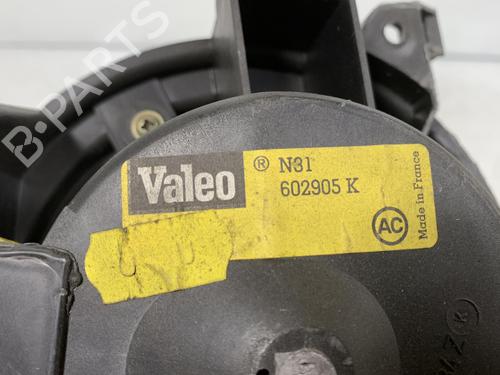 B-PARTS
Valeo ® N31
602905 K
AC
Made in France